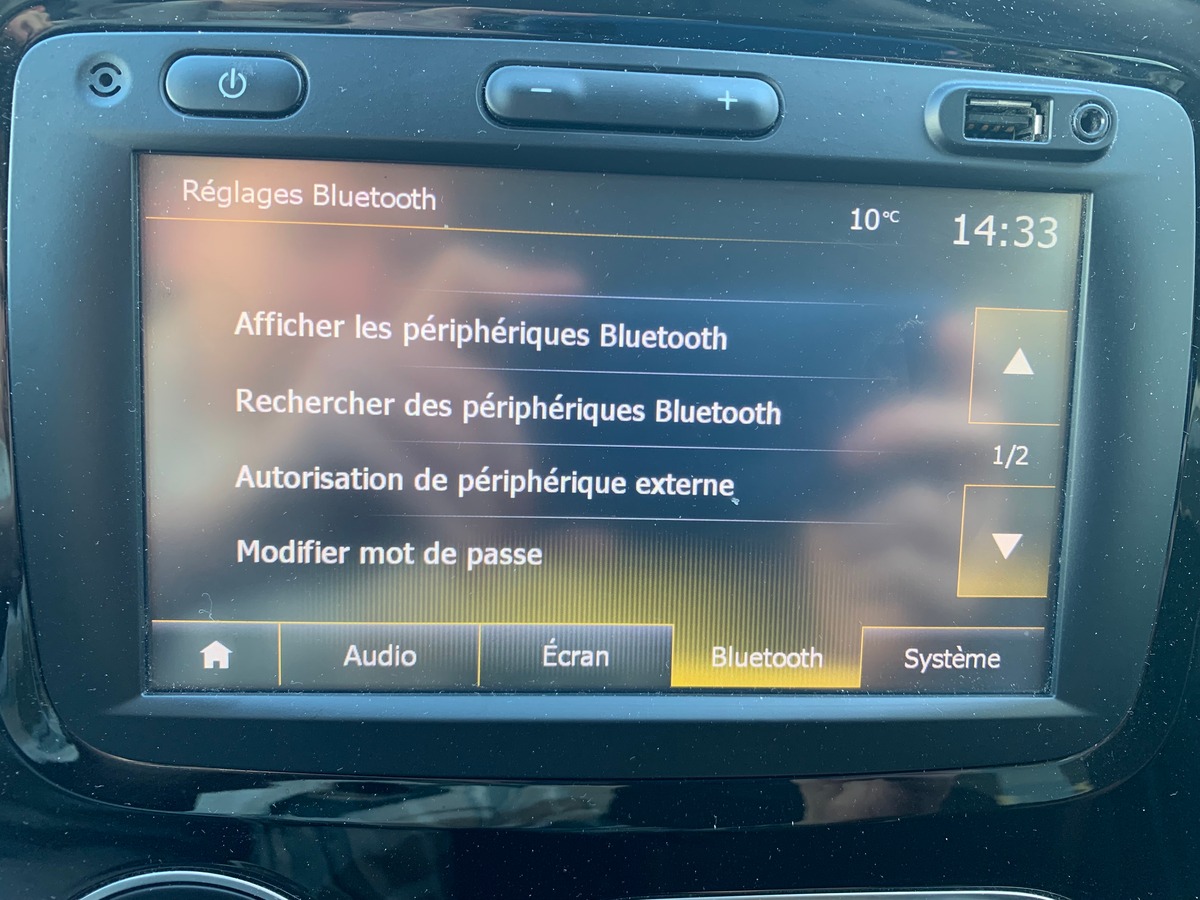 Réglages Bluetooth
10°C
14:33
Afficher les périphériques Bluetooth
Rechercher des périphériques Bluetooth
1/2
Autorisation de périphérique externe
Modifier mot de passe
Audio
Écran
Bluetooth
Système